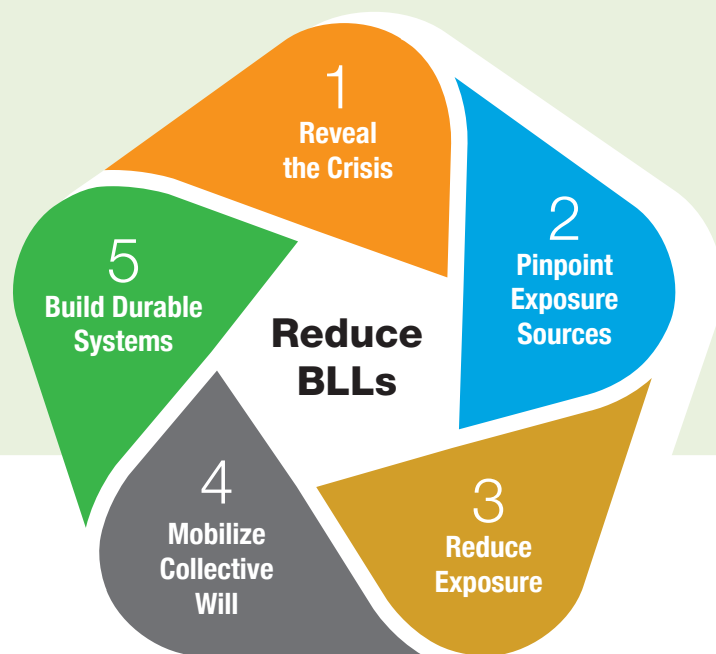 1
Reveal
the Crisis
2
Pinpoint
Exposure
Sources
3
Reduce
Exposure
4
Mobilize
Collective
Will
5
Build Durable
Systems
Reduce
BLLs